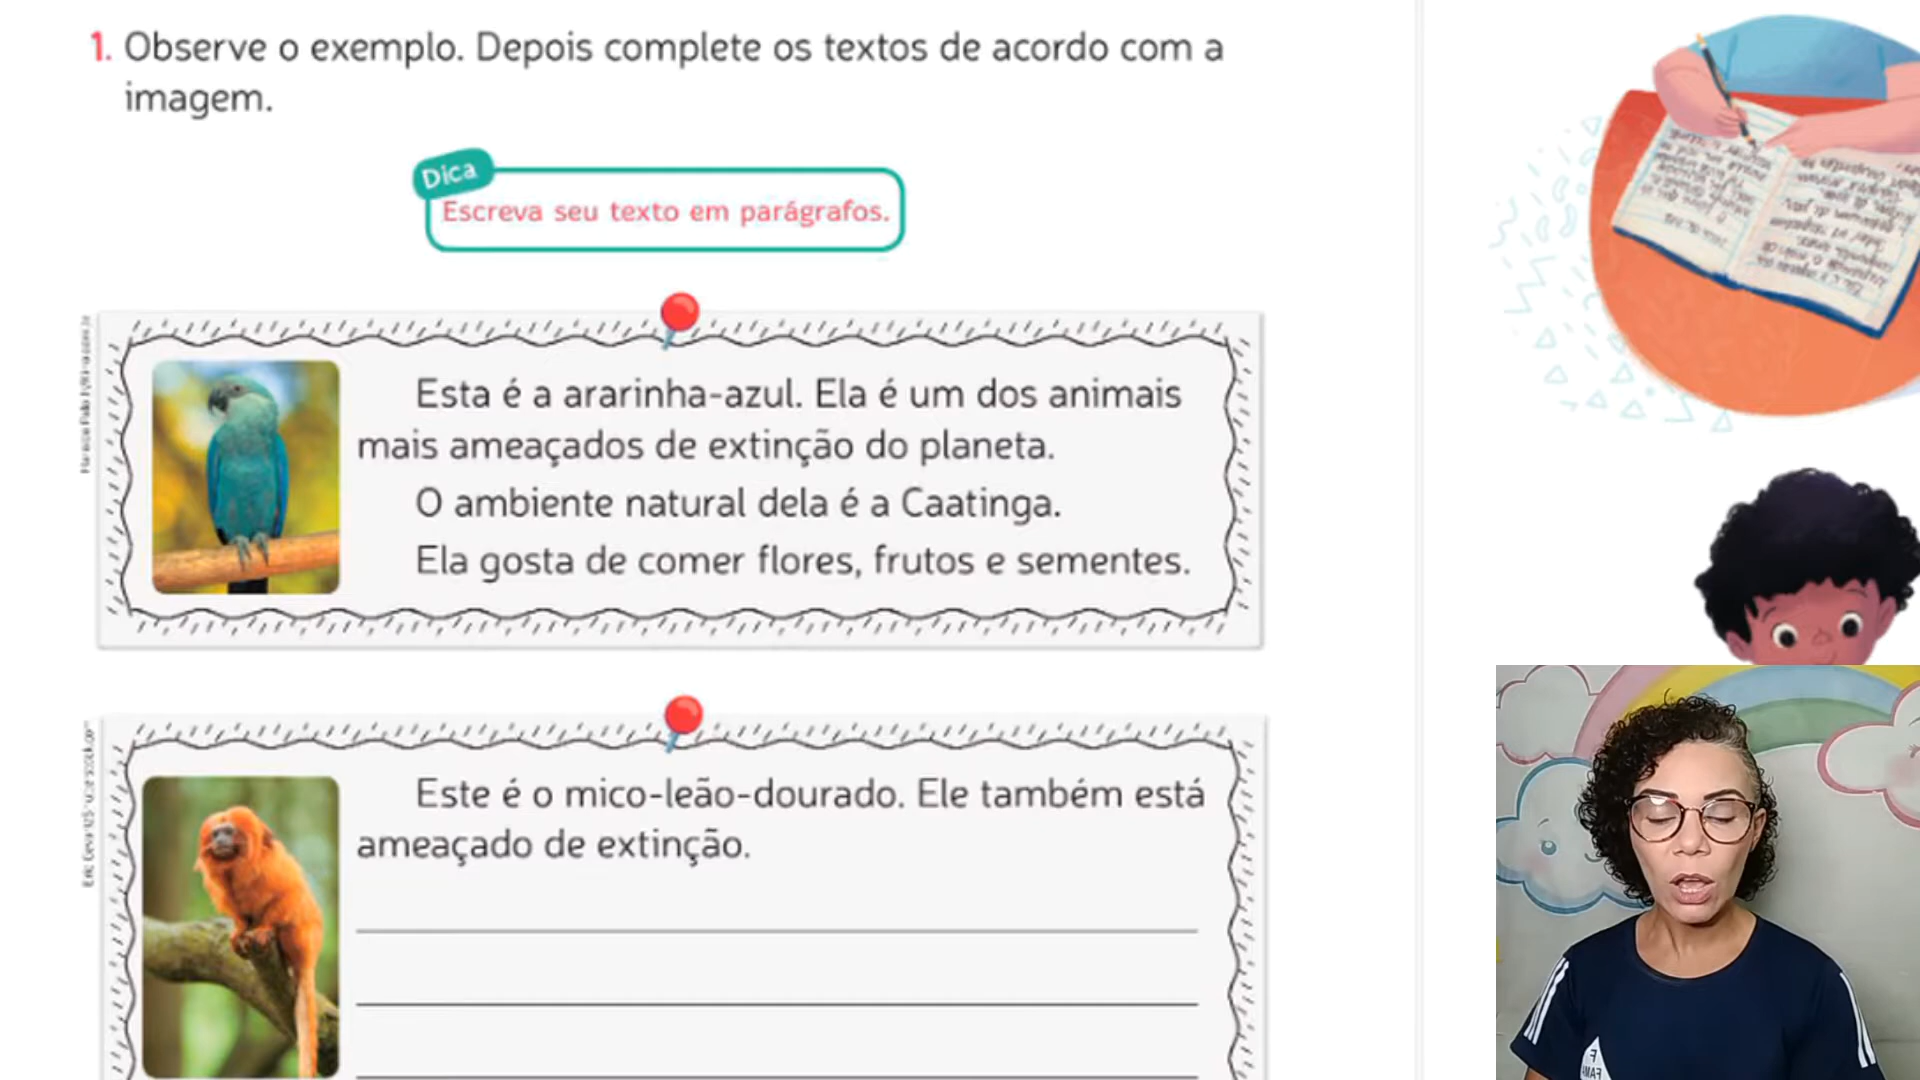 1. Observe o exemplo. Depois complete os textos de acordo com a
imagem.
Dica
Escreva seu texto em parágrafos.
Esta é a ararinha-azul. Ela é um dos animais
mais ameaçados de extinção do planeta.
O ambiente natural dela é a Caatinga.
Ela gosta de comer flores, frutos e sementes.
Este é o mico-leão-dourado. Ele também está
ameaçado de extinção.